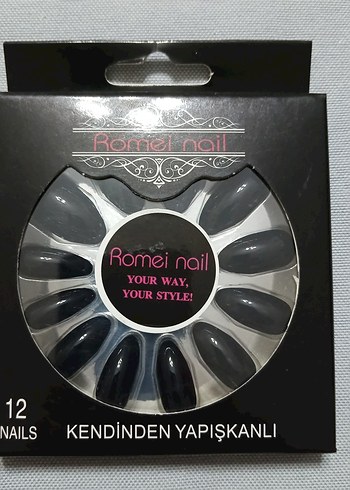 Romei nail
Romei nail
YOUR WAY,
YOUR STYLE!
12
NAILS
KENDİNDEN YAPIŞKANLI